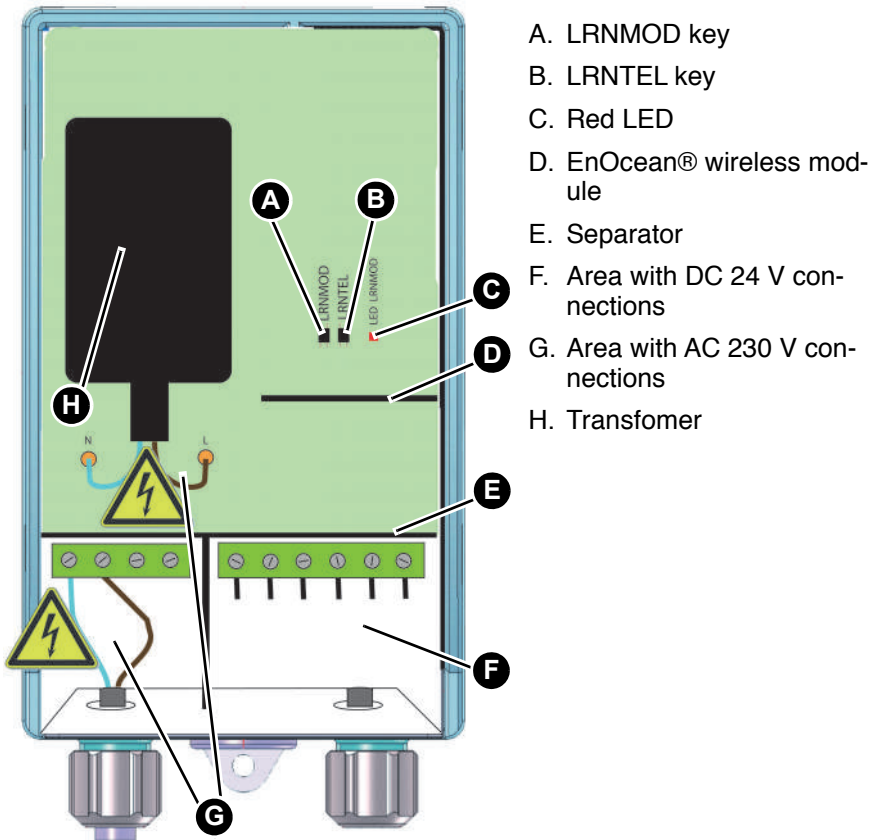 A
B
C
D
E
F
G
H
LRNMOD
LRNTEL
LED LRNMOD
N
L
A. LRNMOD key
B. LRNTEL key
C. Red LED
D. EnOcean® wireless mod-
ule
E. Separator
F. Area with DC 24 V con-
nections
G. Area with AC 230 V con-
nections
H. Transfomer